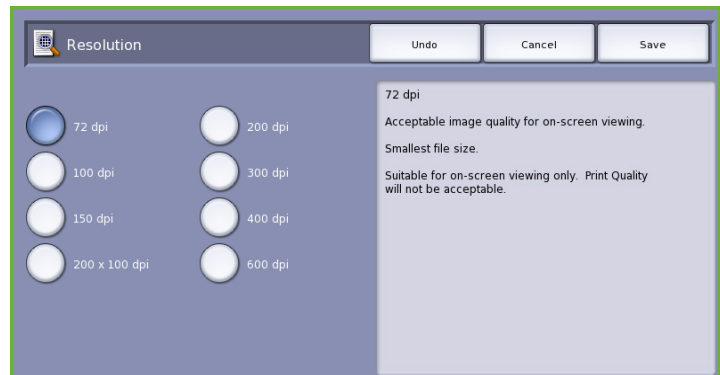 Resolution
Undo
Cancel
Save
72 dpi
100 dpi
150 dpi
200 x 100 dpi
200 dpi
300 dpi
400 dpi
600 dpi
72 dpi
Acceptable image quality for on-screen viewing.
Smallest file size.
Suitable for on-screen viewing only. Print Quality
will not be acceptable.